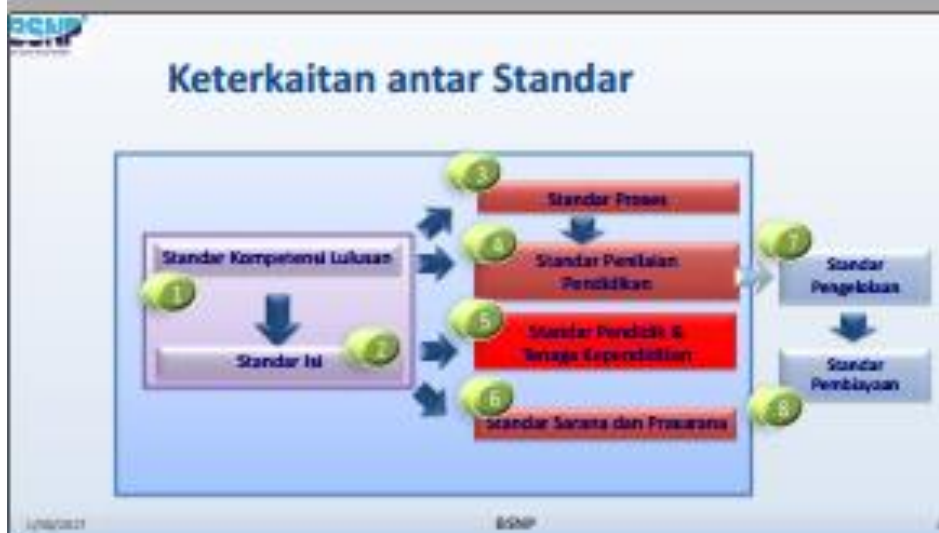 BSNP
Keterkaitan antar Standar
3
Standar Proses
4
Standar Penilaian
Pendidikan
7
Standar
Pengelolaan
Standar Kompetensi Lulusan
1
5
Standar Pendidik &
Tenaga Kependidikan
2
Standar Isi
Standar
Pembiayaan
6
8
Standar Sarana dan Prasarana
BSNP